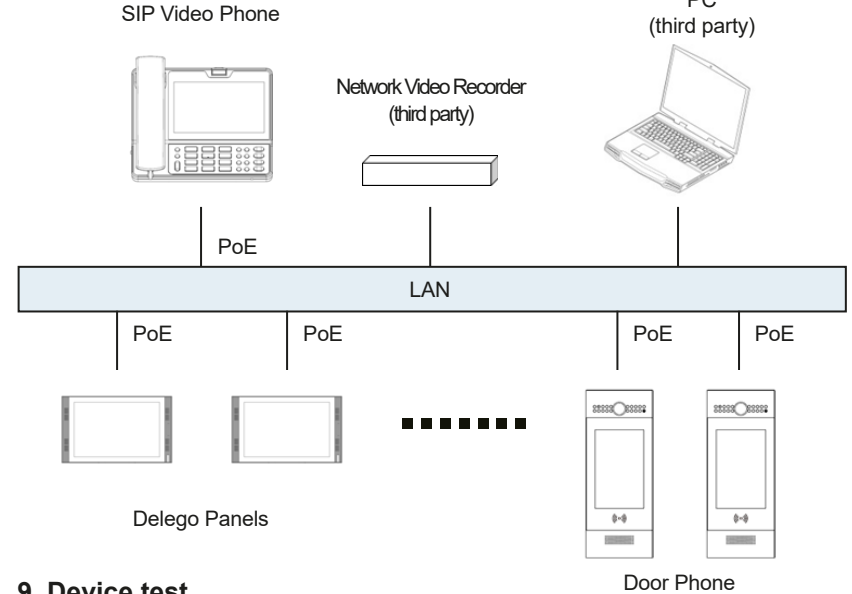 SIP Video Phone
PC
(third party)
Network Video Recorder
(third party)
PoE
LAN
PoE
PoE
PoE
PoE
Delego Panels
Door Phone
9. Device test